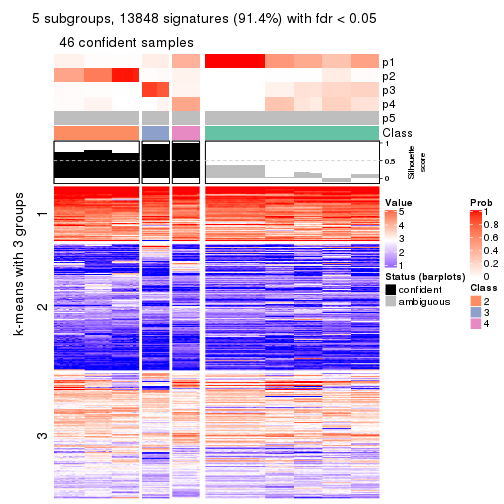 5 subgroups, 13848 signatures (91.4%) with fdr < 0.05
46 confident samples
p1
p2
p3
p4
p5
Class
1
0.5
0
Silhouette
score
k-means with 3 groups
1
2
3
Value
5
4
3
2
1
Status (barplots)
confident
ambiguous
Prob
1
0.8
0.6
0.4
0.2
0
Class
2
3
4